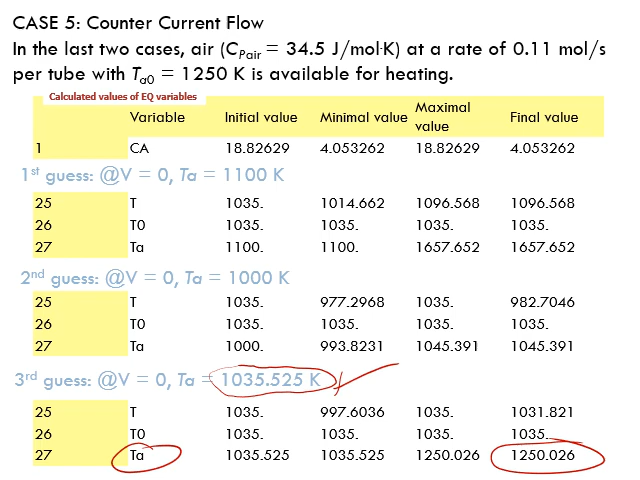 CASE 5: Counter Current Flow
In the last two cases, air (CPair = 34.5 J/mol·K) at a rate of 0.11 mol/s
per tube with Ta0 = 1250 K is available for heating.
Calculated values of EQ variables
Variable Initial value Minimal value Maximal value Final value
1 CA 18.82629 4.053262 18.82629 4.053262
1st guess: @V = 0, Ta = 1100 K
25 T 1035. 1014.662 1096.568 1096.568
26 T0 1035. 1035. 1035. 1035.
27 Ta 1100. 1100. 1657.652 1657.652
2nd guess: @V = 0, Ta = 1000 K
25 T 1035. 977.2968 1035. 982.7046
26 T0 1035. 1035. 1035. 1035.
27 Ta 1000. 993.8231 1045.391 1045.391
3rd guess: @V = 0, Ta = 1035.525 K
25 T 1035. 997.6036 1035. 1031.821
26 T0 1035. 1035. 1035. 1035.
27 Ta 1035.525 1035.525 1250.026 1250.026